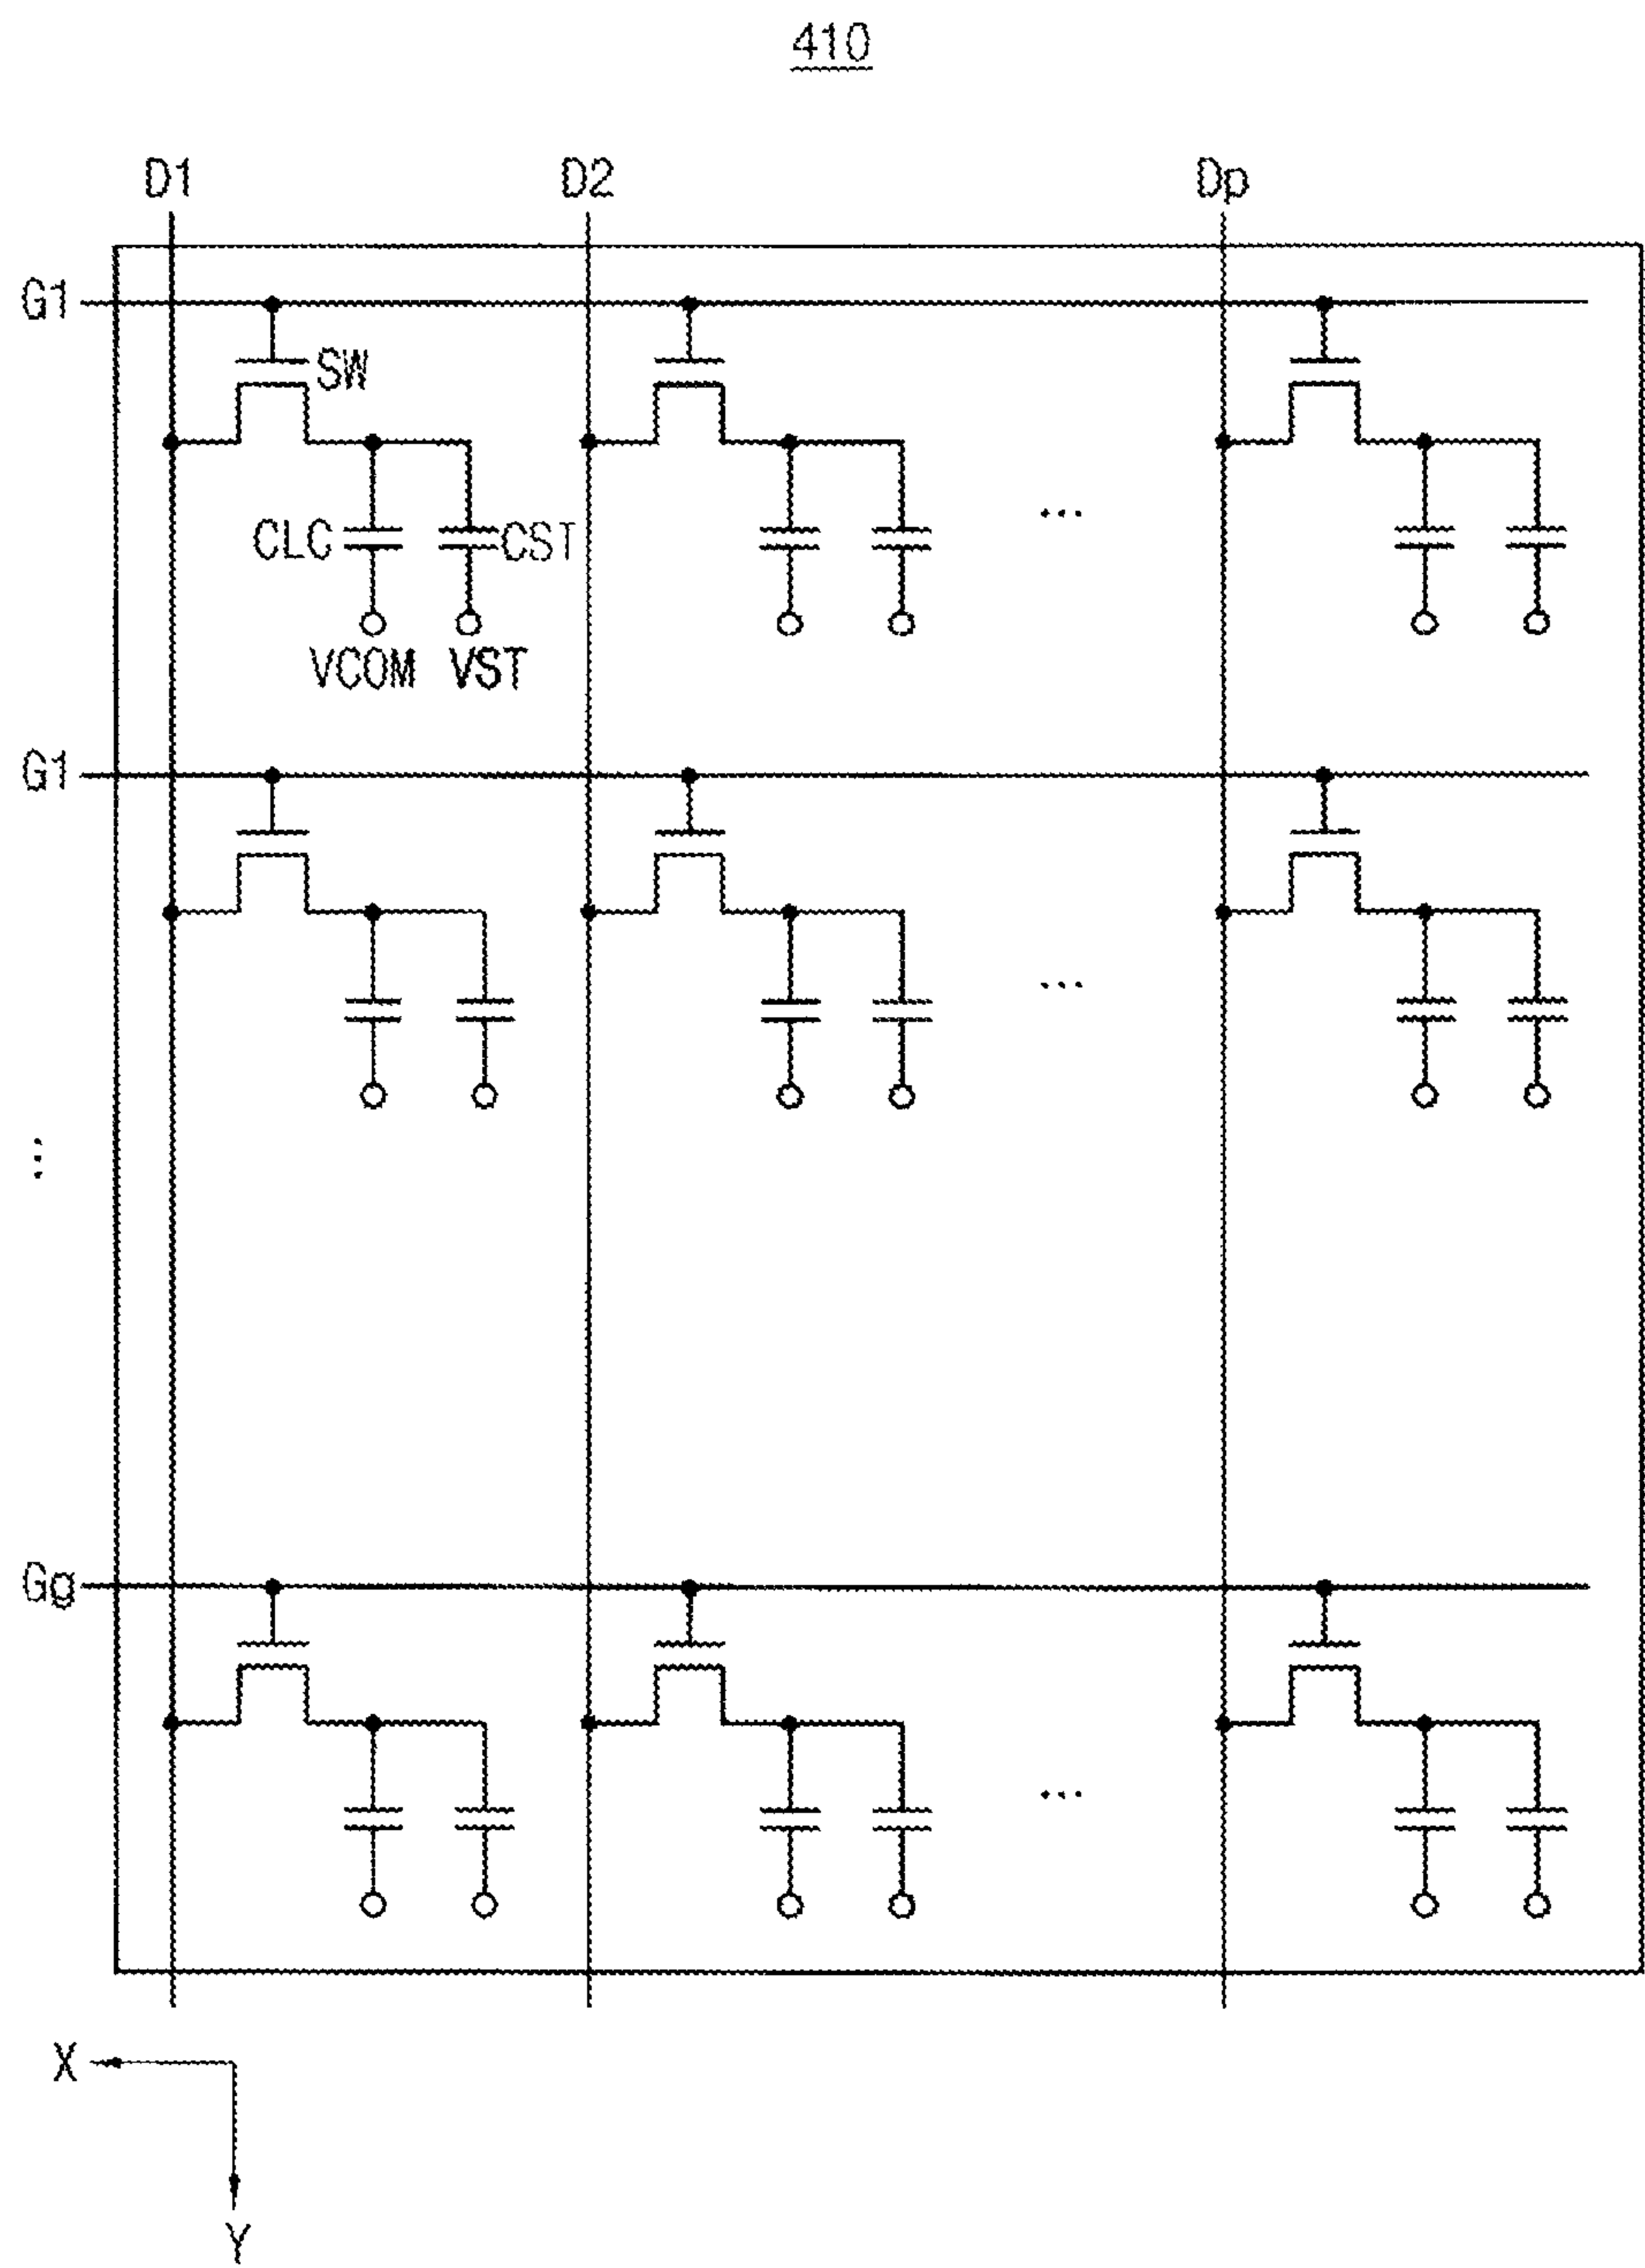 410
D1 D2 Dp
G1
SW
CLC CST
...
VCOM VST
G1
...
...
Gg
...
X
Y